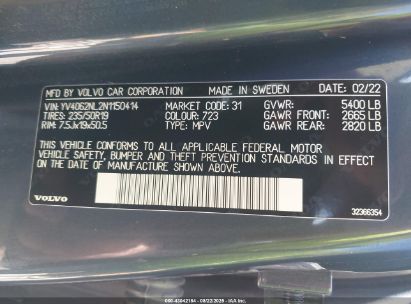 MFD BY VOLVO CAR CORPORATION MADE IN SWEDEN 02/22
VIN: YV4062NL2N1150414 MARKET CODE: 31 GVWR: 5400 LB
TIRES: 235/50R19 COLOUR: 723 GAWR FRONT: 2665 LB
RIM: 7.5Jx19x50.5 TYPE: MPV GAWR REAR: 2820 LB
THIS VEHICLE CONFORMS TO ALL APPLICABLE FEDERAL MOTOR
VEHICLE SAFETY, BUMPER AND THEFT PREVENTION STANDARDS IN EFFECT
ON THE DATE OF MANUFACTURE SHOWN ABOVE.
VOLVO
32366354